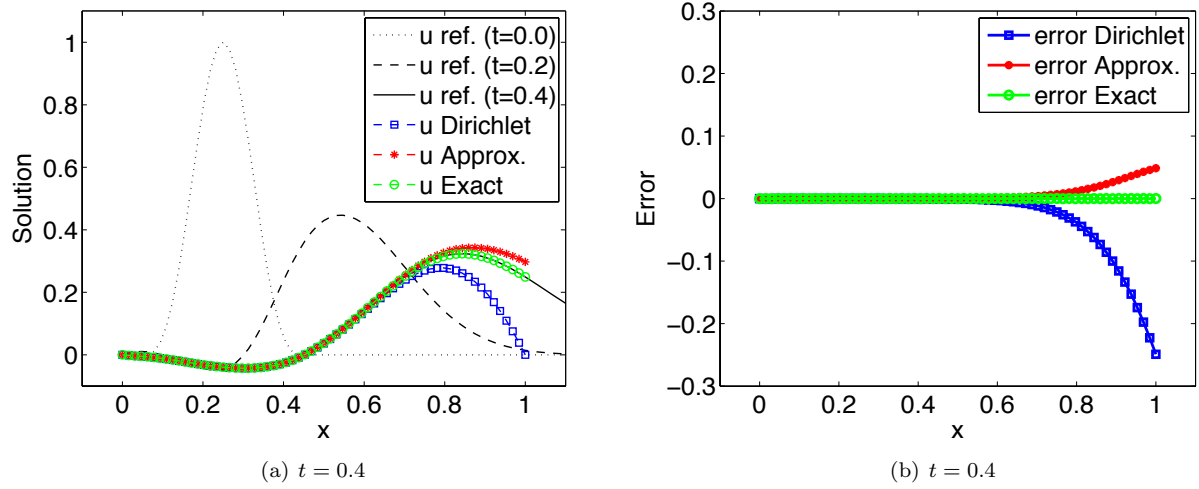 u ref. (t=0.0)
u ref. (t=0.2)
u ref. (t=0.4)
u Dirichlet
u Approx.
u Exact
1
0.8
0.6
0.4
0.2
0
Solution
0 0.2 0.4 0.6 0.8 1
x
(a) t = 0.4
error Dirichlet
error Approx.
error Exact
0.3
0.2
0.1
0
−0.1
−0.2
−0.3
Error
0 0.2 0.4 0.6 0.8 1
x
(b) t = 0.4